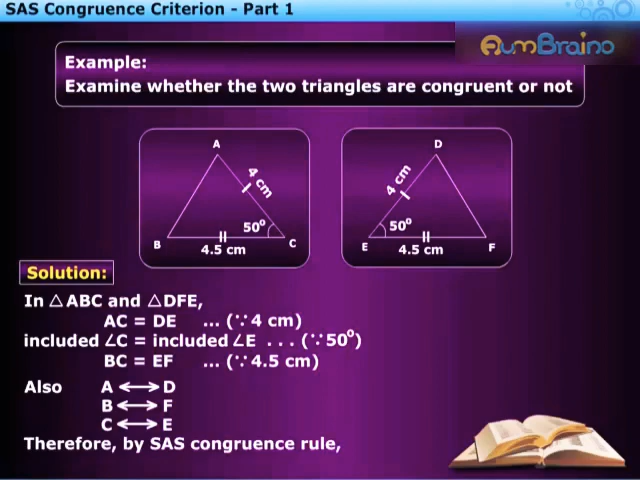 SAS Congruence Criterion - Part 1
AumBraino
Example:
Examine whether the two triangles are congruent or not
A
4 cm
50°
B
C
4.5 cm
D
4 cm
50°
E
F
4.5 cm
Solution:
In △ABC and △DFE,
AC = DE ... (∵4 cm)
included ∠C = included ∠E . . . (∵50°)
BC = EF ... (∵4.5 cm)
Also A ⟷ D
B ⟷ F
C ⟷ E
Therefore, by SAS congruence rule,